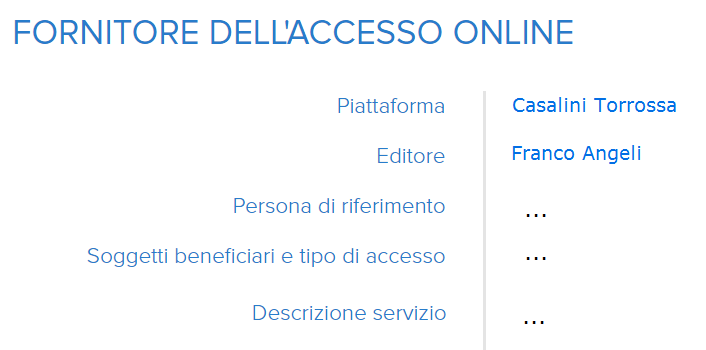 FORNITORE DELL'ACCESSO ONLINE
Piattaforma Casalini Torrossa
Editore Franco Angeli
Persona di riferimento ...
Soggetti beneficiari e tipo di accesso ...
Descrizione servizio ...